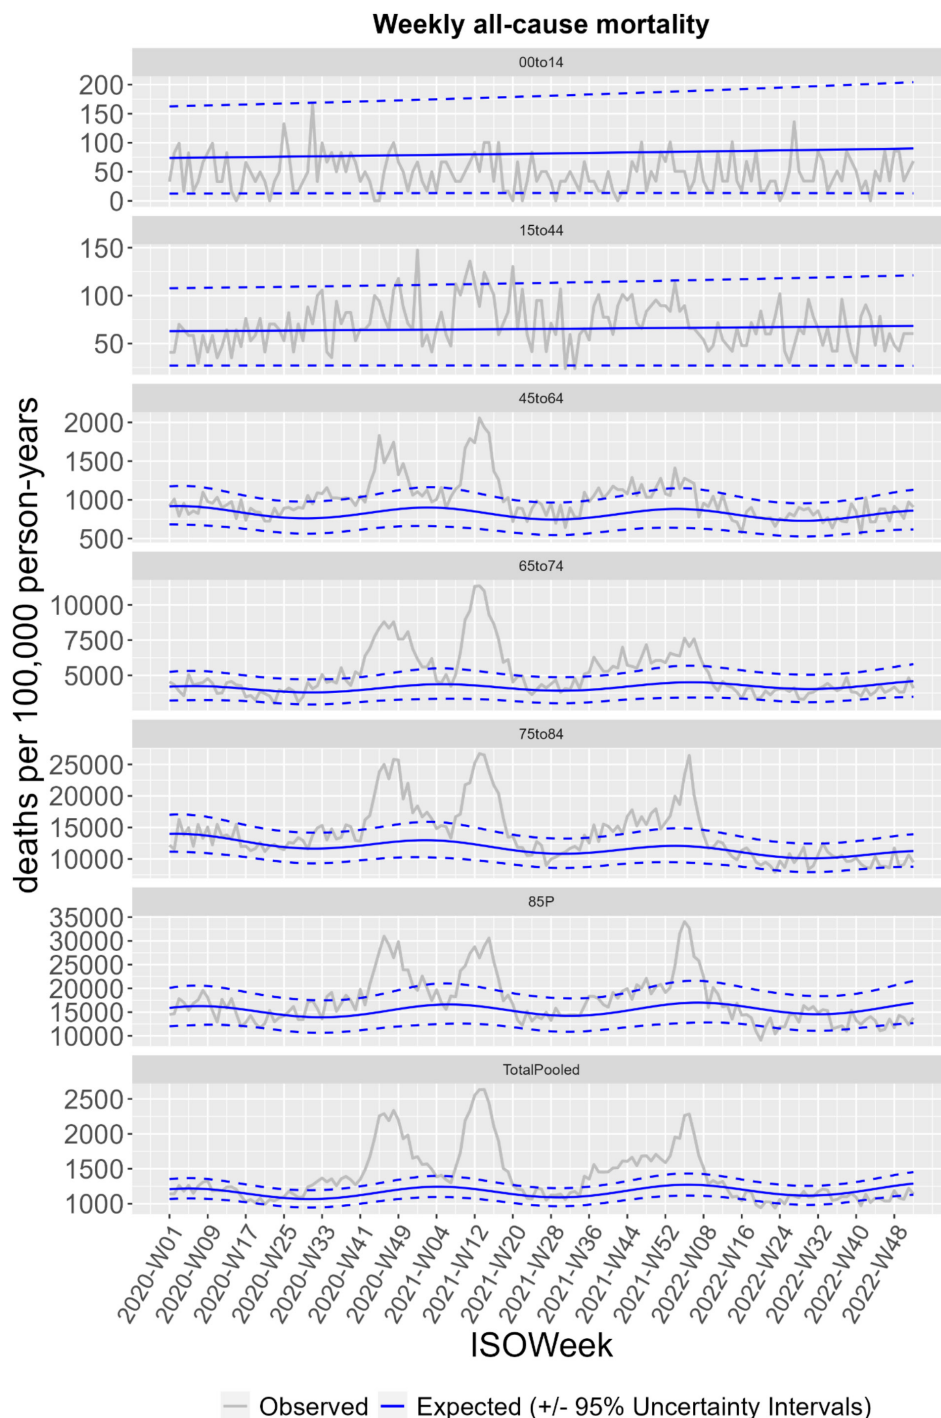 Weekly all-cause mortality
00to14
200
150
100
50
0
15to44
150
100
50
45to64
2000
1500
1000
500
65to74
10000
7500
5000
75to84
25000
20000
15000
10000
85P
35000
30000
25000
20000
15000
10000
TotalPooled
2500
2000
1500
1000
deaths per 100,000 person-years
2020-W01
2020-W09
2020-W17
2020-W25
2020-W33
2020-W41
2020-W49
2021-W04
2021-W12
2021-W20
2021-W28
2021-W36
2021-W44
2021-W52
2022-W08
2022-W16
2022-W24
2022-W32
2022-W40
2022-W48
ISOWeek
Observed Expected (+/- 95% Uncertainty Intervals)